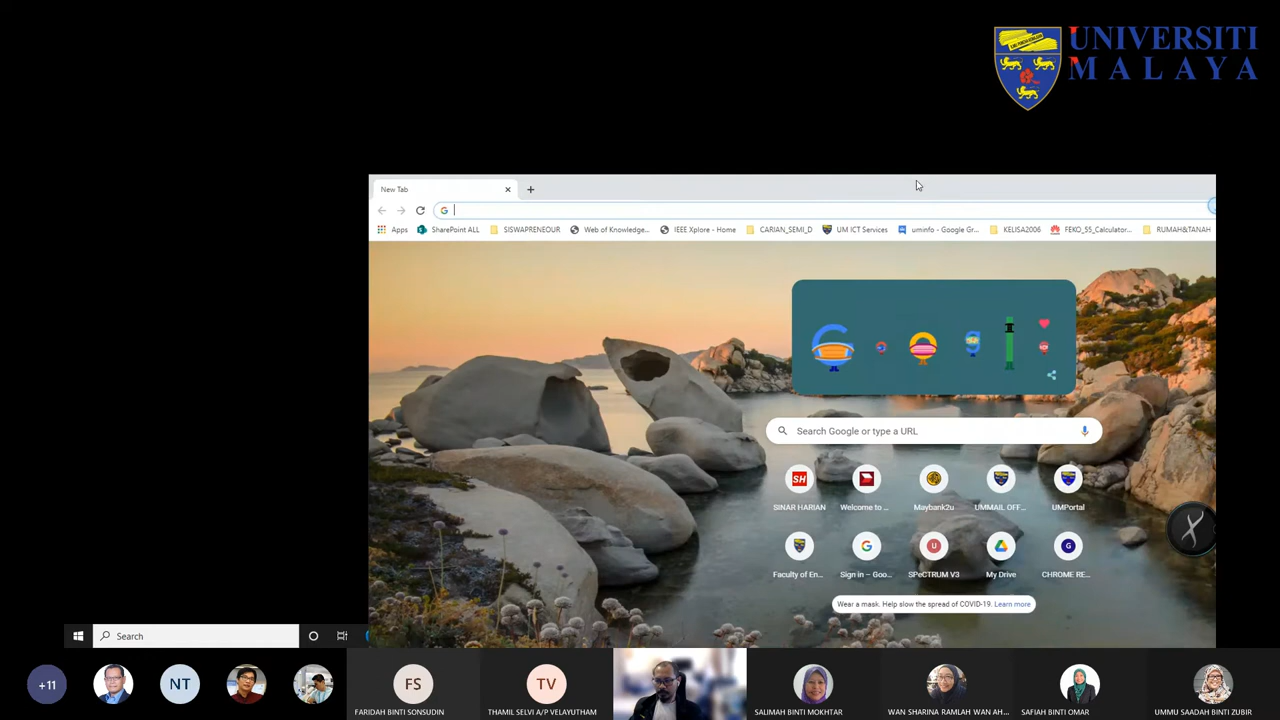 UNIVERSITI
MALAYA
New Tab
Apps SharePoint ALL SISWAPRENEUR Web of Knowledge... IEEE Xplore - Home CARIAN_SEMI_D UM ICT Services uminfo - Google Gr... KELISA2006 FEKO_55_Calculator... RUMAH&TANAH
Search Google or type a URL
SH
SINAR HARIAN Welcome to ... Maybank2u UMMAIL OFF... UMPortal
U G
Faculty of En... Sign in – Goo... SPeCTRUM V3 My Drive CHROME RE...
Wear a mask. Help slow the spread of COVID-19. Learn more
Search
+11 NT FS TV
FARIDAH BINTI SONSUDIN THAMIL SELVI A/P VELAYUTHAM SALIMAH BINTI MOKHTAR WAN SHARINA RAMLAH WAN AH... SAFIAH BINTI OMAR UMMU SAADAH BINTI ZUBIR